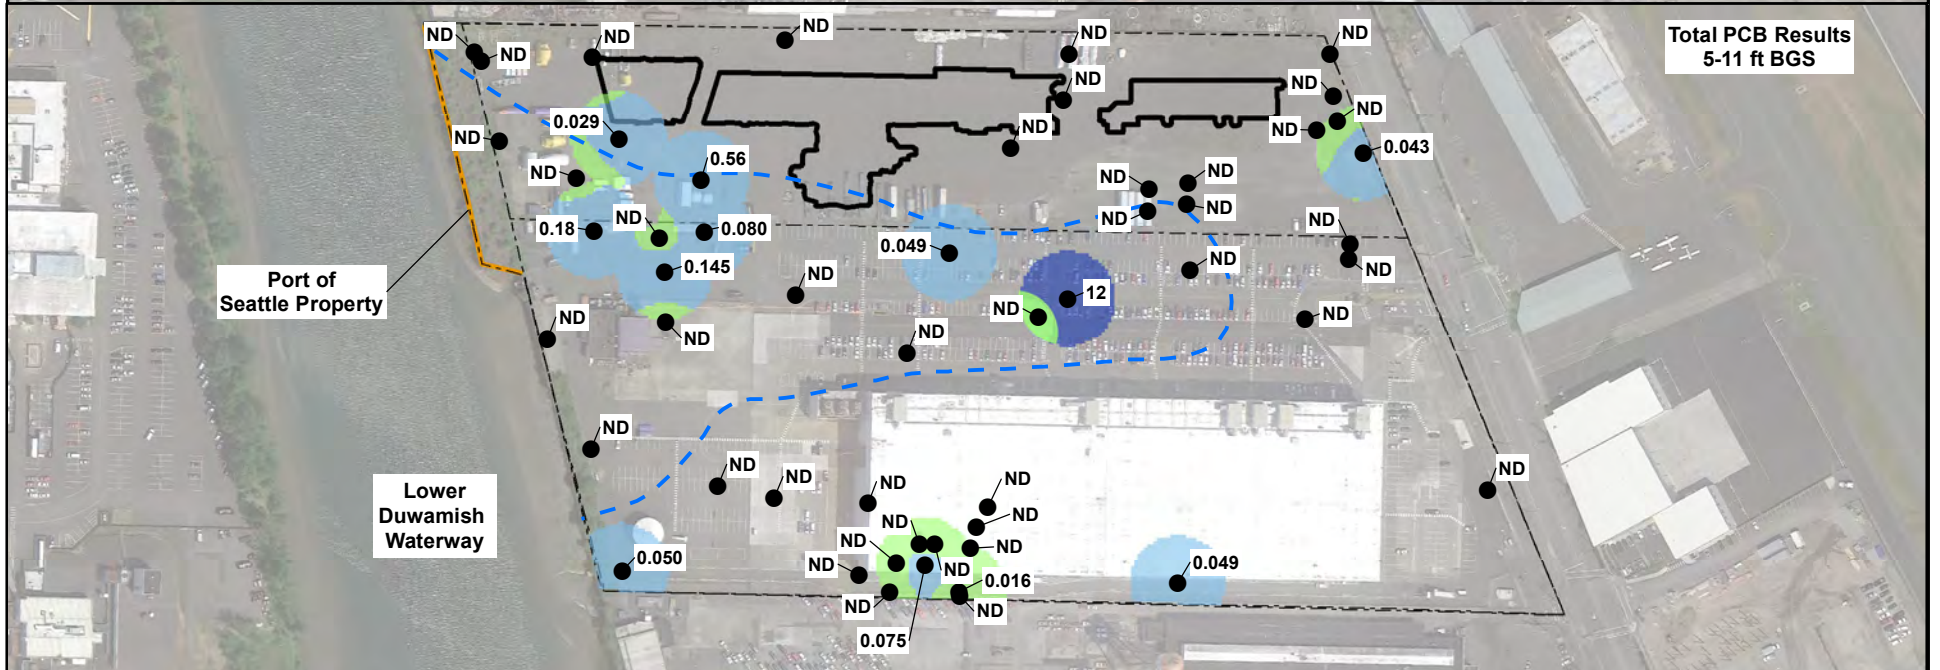 Total PCB Results
5-11 ft BGS
ND
ND
ND
ND
ND
ND
ND
ND
ND
ND
ND
0.029
ND
0.56
0.043
ND
ND
ND
ND
ND
0.18
ND
0.080
0.049
ND
ND
0.145
ND
ND
12
ND
ND
ND
ND
ND
Port of
Seattle Property
ND
ND
ND
ND
ND
ND
ND
ND
ND
ND
ND
ND
ND
0.016
ND
ND
0.075
0.050
0.049
Lower
Duwamish
Waterway